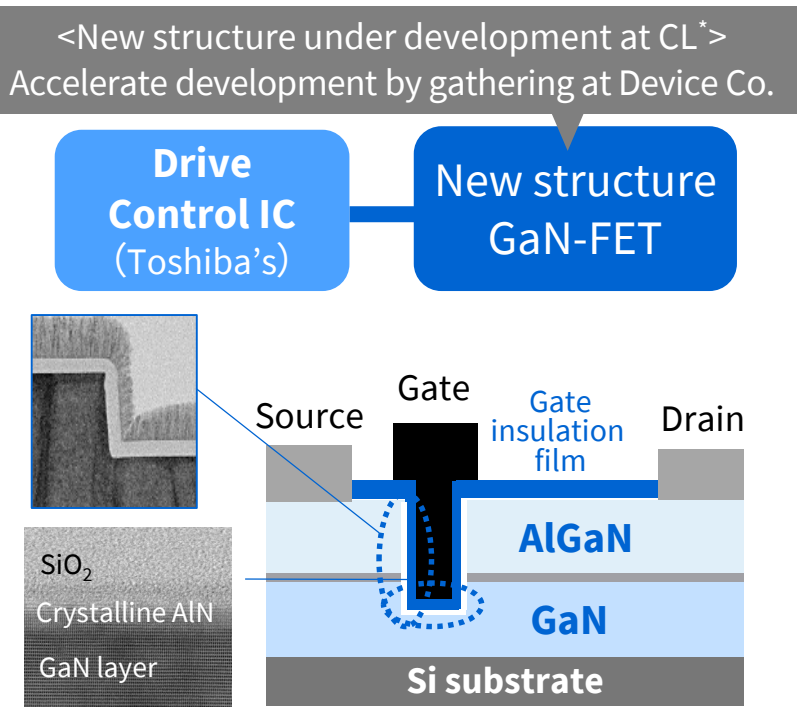 <New structure under development at CL*>
Accelerate development by gathering at Device Co.
Drive
Control IC
(Toshiba's)
New structure
GaN-FET
Source
Gate
Gate
insulation
film
Drain
AlGaN
GaN
Si substrate
SiO₂
Crystalline AlN
GaN layer